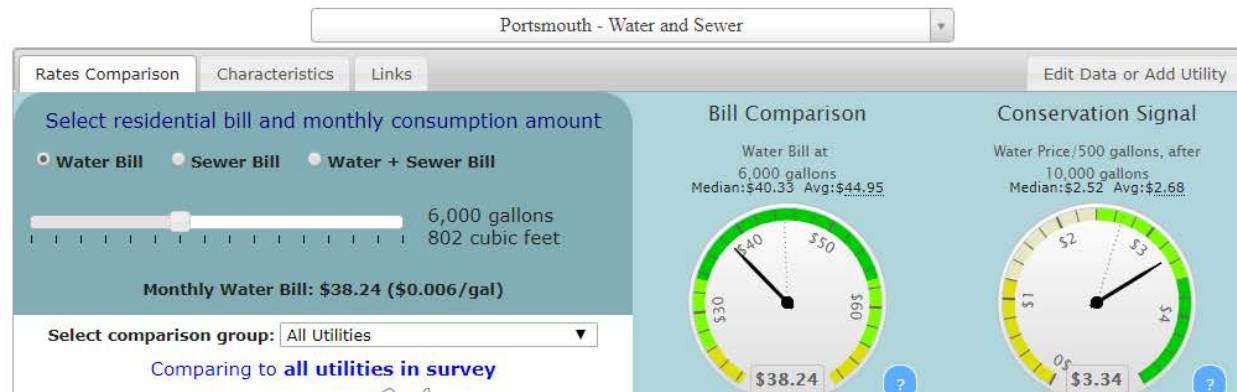 Portsmouth - Water and Sewer
Rates Comparison
Characteristics
Links
Edit Data or Add Utility
Select residential bill and monthly consumption amount
Water Bill
Sewer Bill
Water + Sewer Bill
6,000 gallons
802 cubic feet
Monthly Water Bill: $38.24 ($0.006/gal)
Select comparison group:
All Utilities
Comparing to all utilities in survey
Bill Comparison
Water Bill at
6,000 gallons
Median:$40.33 Avg:$44.95
$30
$40
$50
$60
$38.24
?
Conservation Signal
Water Price/500 gallons, after
10,000 gallons
Median:$2.52 Avg:$2.68
$0
$1
$2
$3
$4
$3.34
?